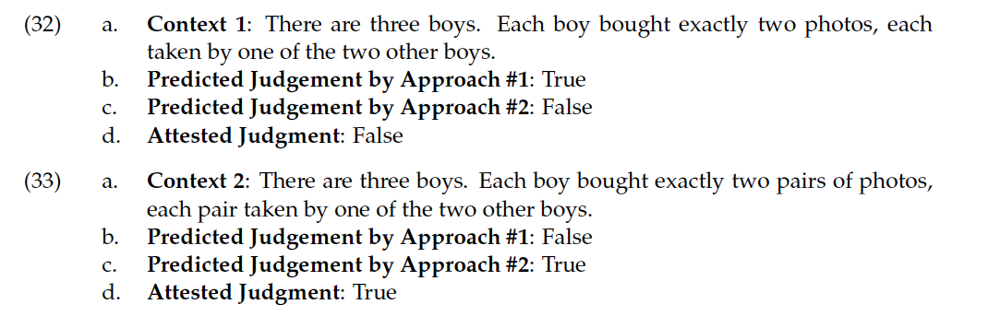 (32) a. Context 1: There are three boys. Each boy bought exactly two photos, each
taken by one of the two other boys.
b. Predicted Judgement by Approach #1: True
c. Predicted Judgement by Approach #2: False
d. Attested Judgment: False
(33) a. Context 2: There are three boys. Each boy bought exactly two pairs of photos,
each pair taken by one of the two other boys.
b. Predicted Judgement by Approach #1: False
c. Predicted Judgement by Approach #2: True
d. Attested Judgment: True